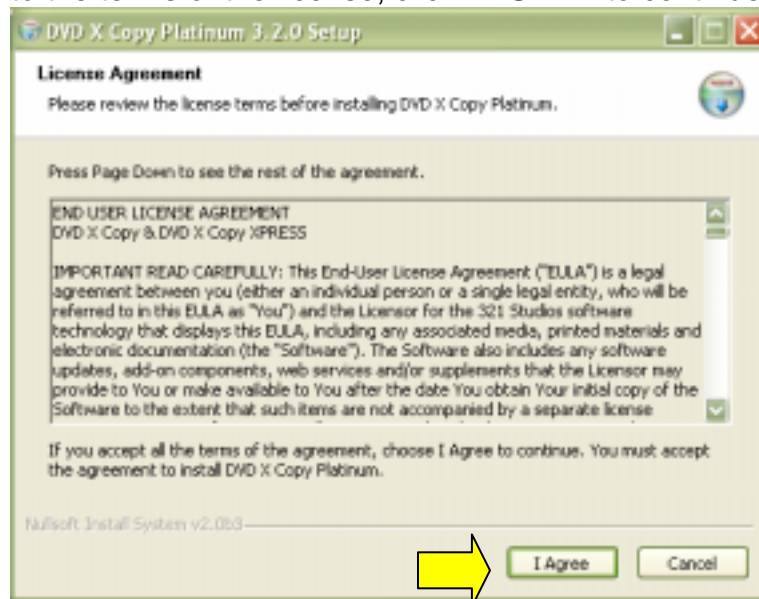 DVD X Copy Platinum 3.2.0 Setup
License Agreement
Please review the license terms before installing DVD X Copy Platinum.
Press Page Down to see the rest of the agreement.
END USER LICENSE AGREEMENT
DVD X Copy & DVD X Copy XPRESS
IMPORTANT READ CAREFULLY: This End-User License Agreement ("EULA") is a legal
agreement between you (either an individual person or a single legal entity, who will be
referred to in this EULA as "You") and the Licensor for the 321 Studios software
technology that displays this EULA, including any associated media, printed materials and
electronic documentation (the "Software"). The Software also includes any software
updates, add-on components, web services and/or supplements that the Licensor may
provide to You or make available to You after the date You obtain Your initial copy of the
Software to the extent that such items are not accompanied by a separate license
If you accept all the terms of the agreement, choose I Agree to continue. You must accept
the agreement to install DVD X Copy Platinum.
Nullsoft Install System v2.0b3
I Agree
Cancel